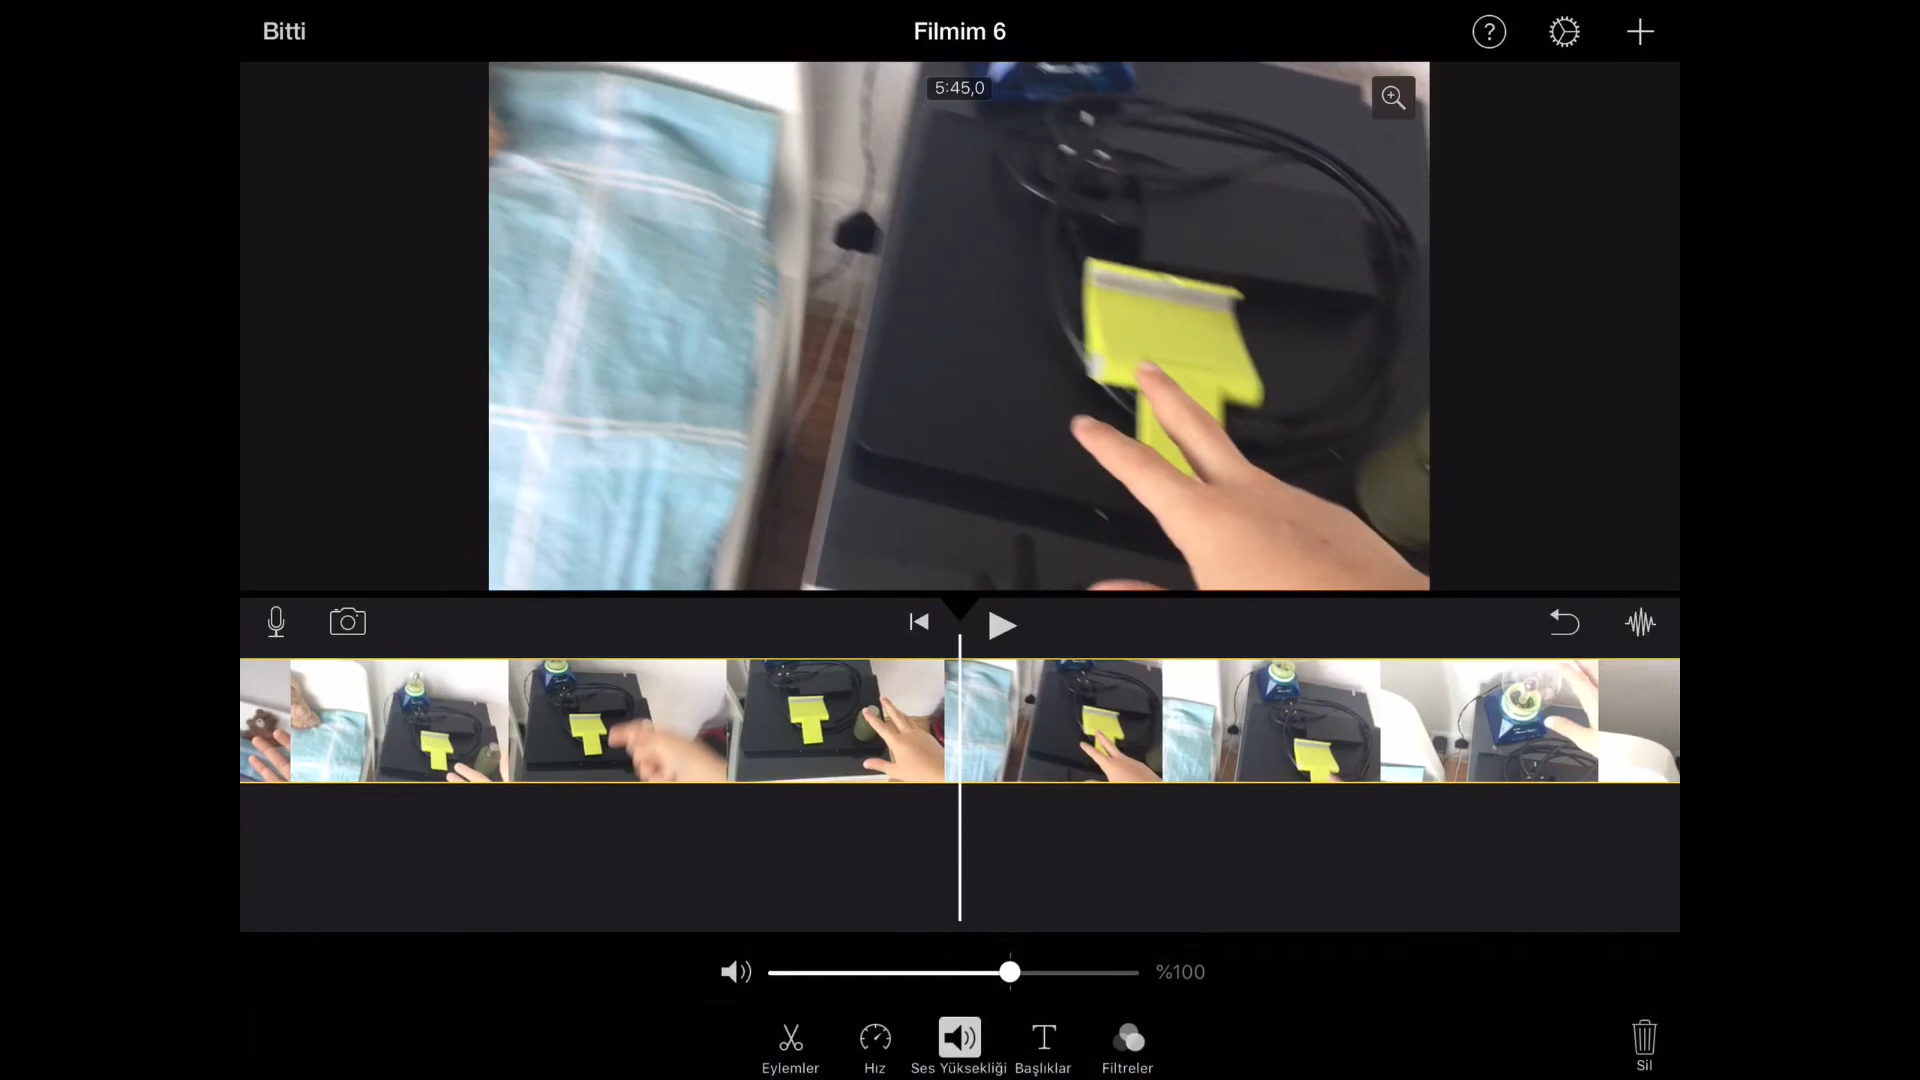 Bitti
Filmim 6
?
5:45,0
%100
Eylemler
Hız
Ses Yüksekliği
Başlıklar
Filtreler
Sil